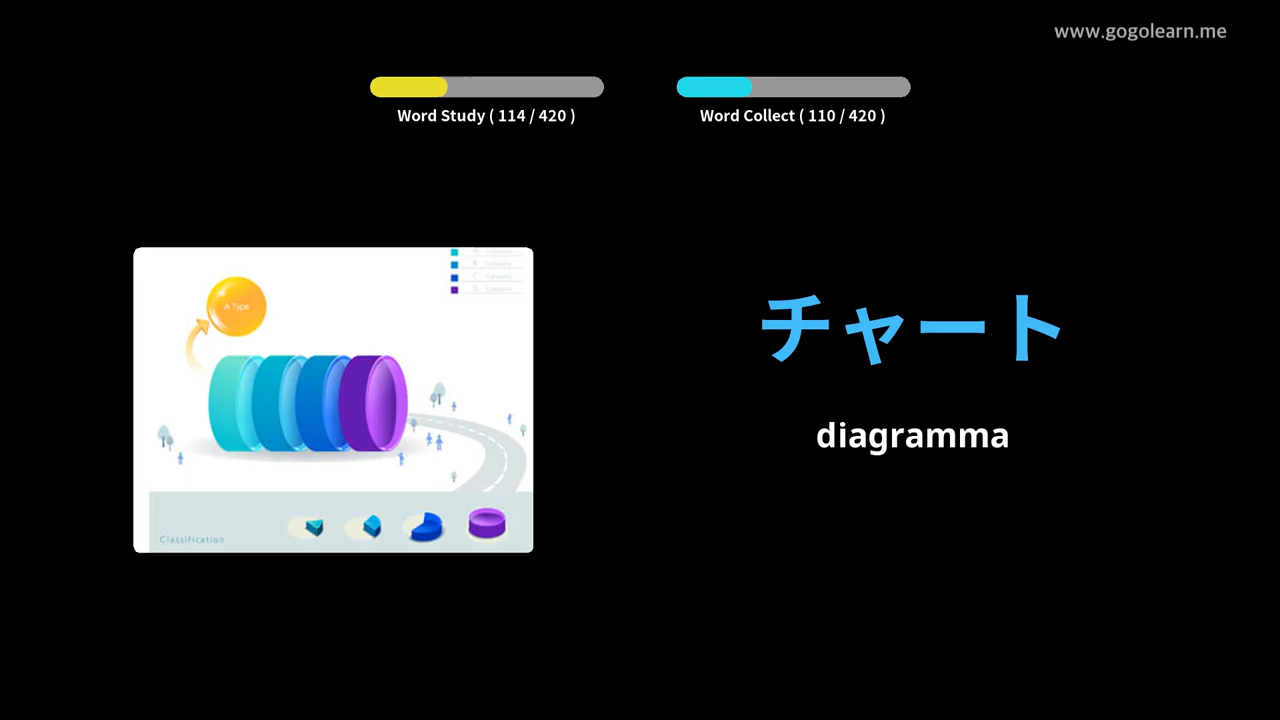 www.gogolearn.me
Word Study ( 114 / 420 )
Word Collect ( 110 / 420 )
A Type
チャート
diagramma
Classification